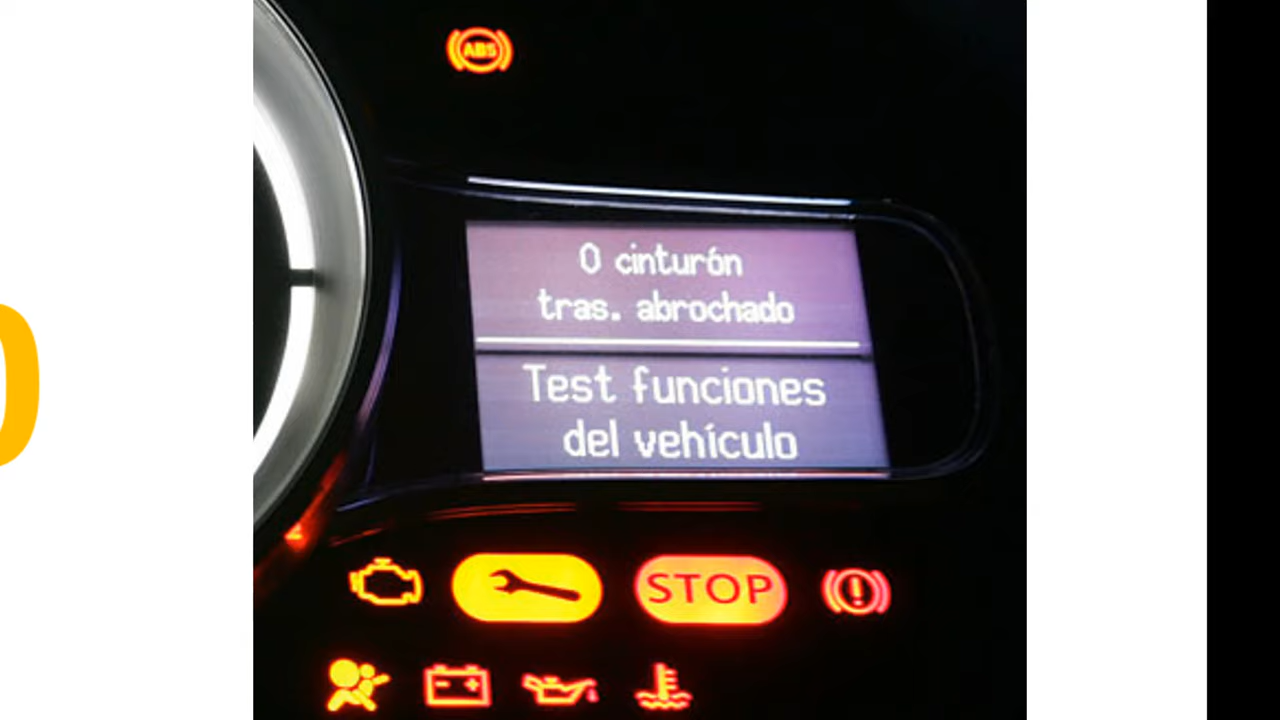 ABS
0 cinturón
tras. abrochado
Test funciones
del vehículo
STOP